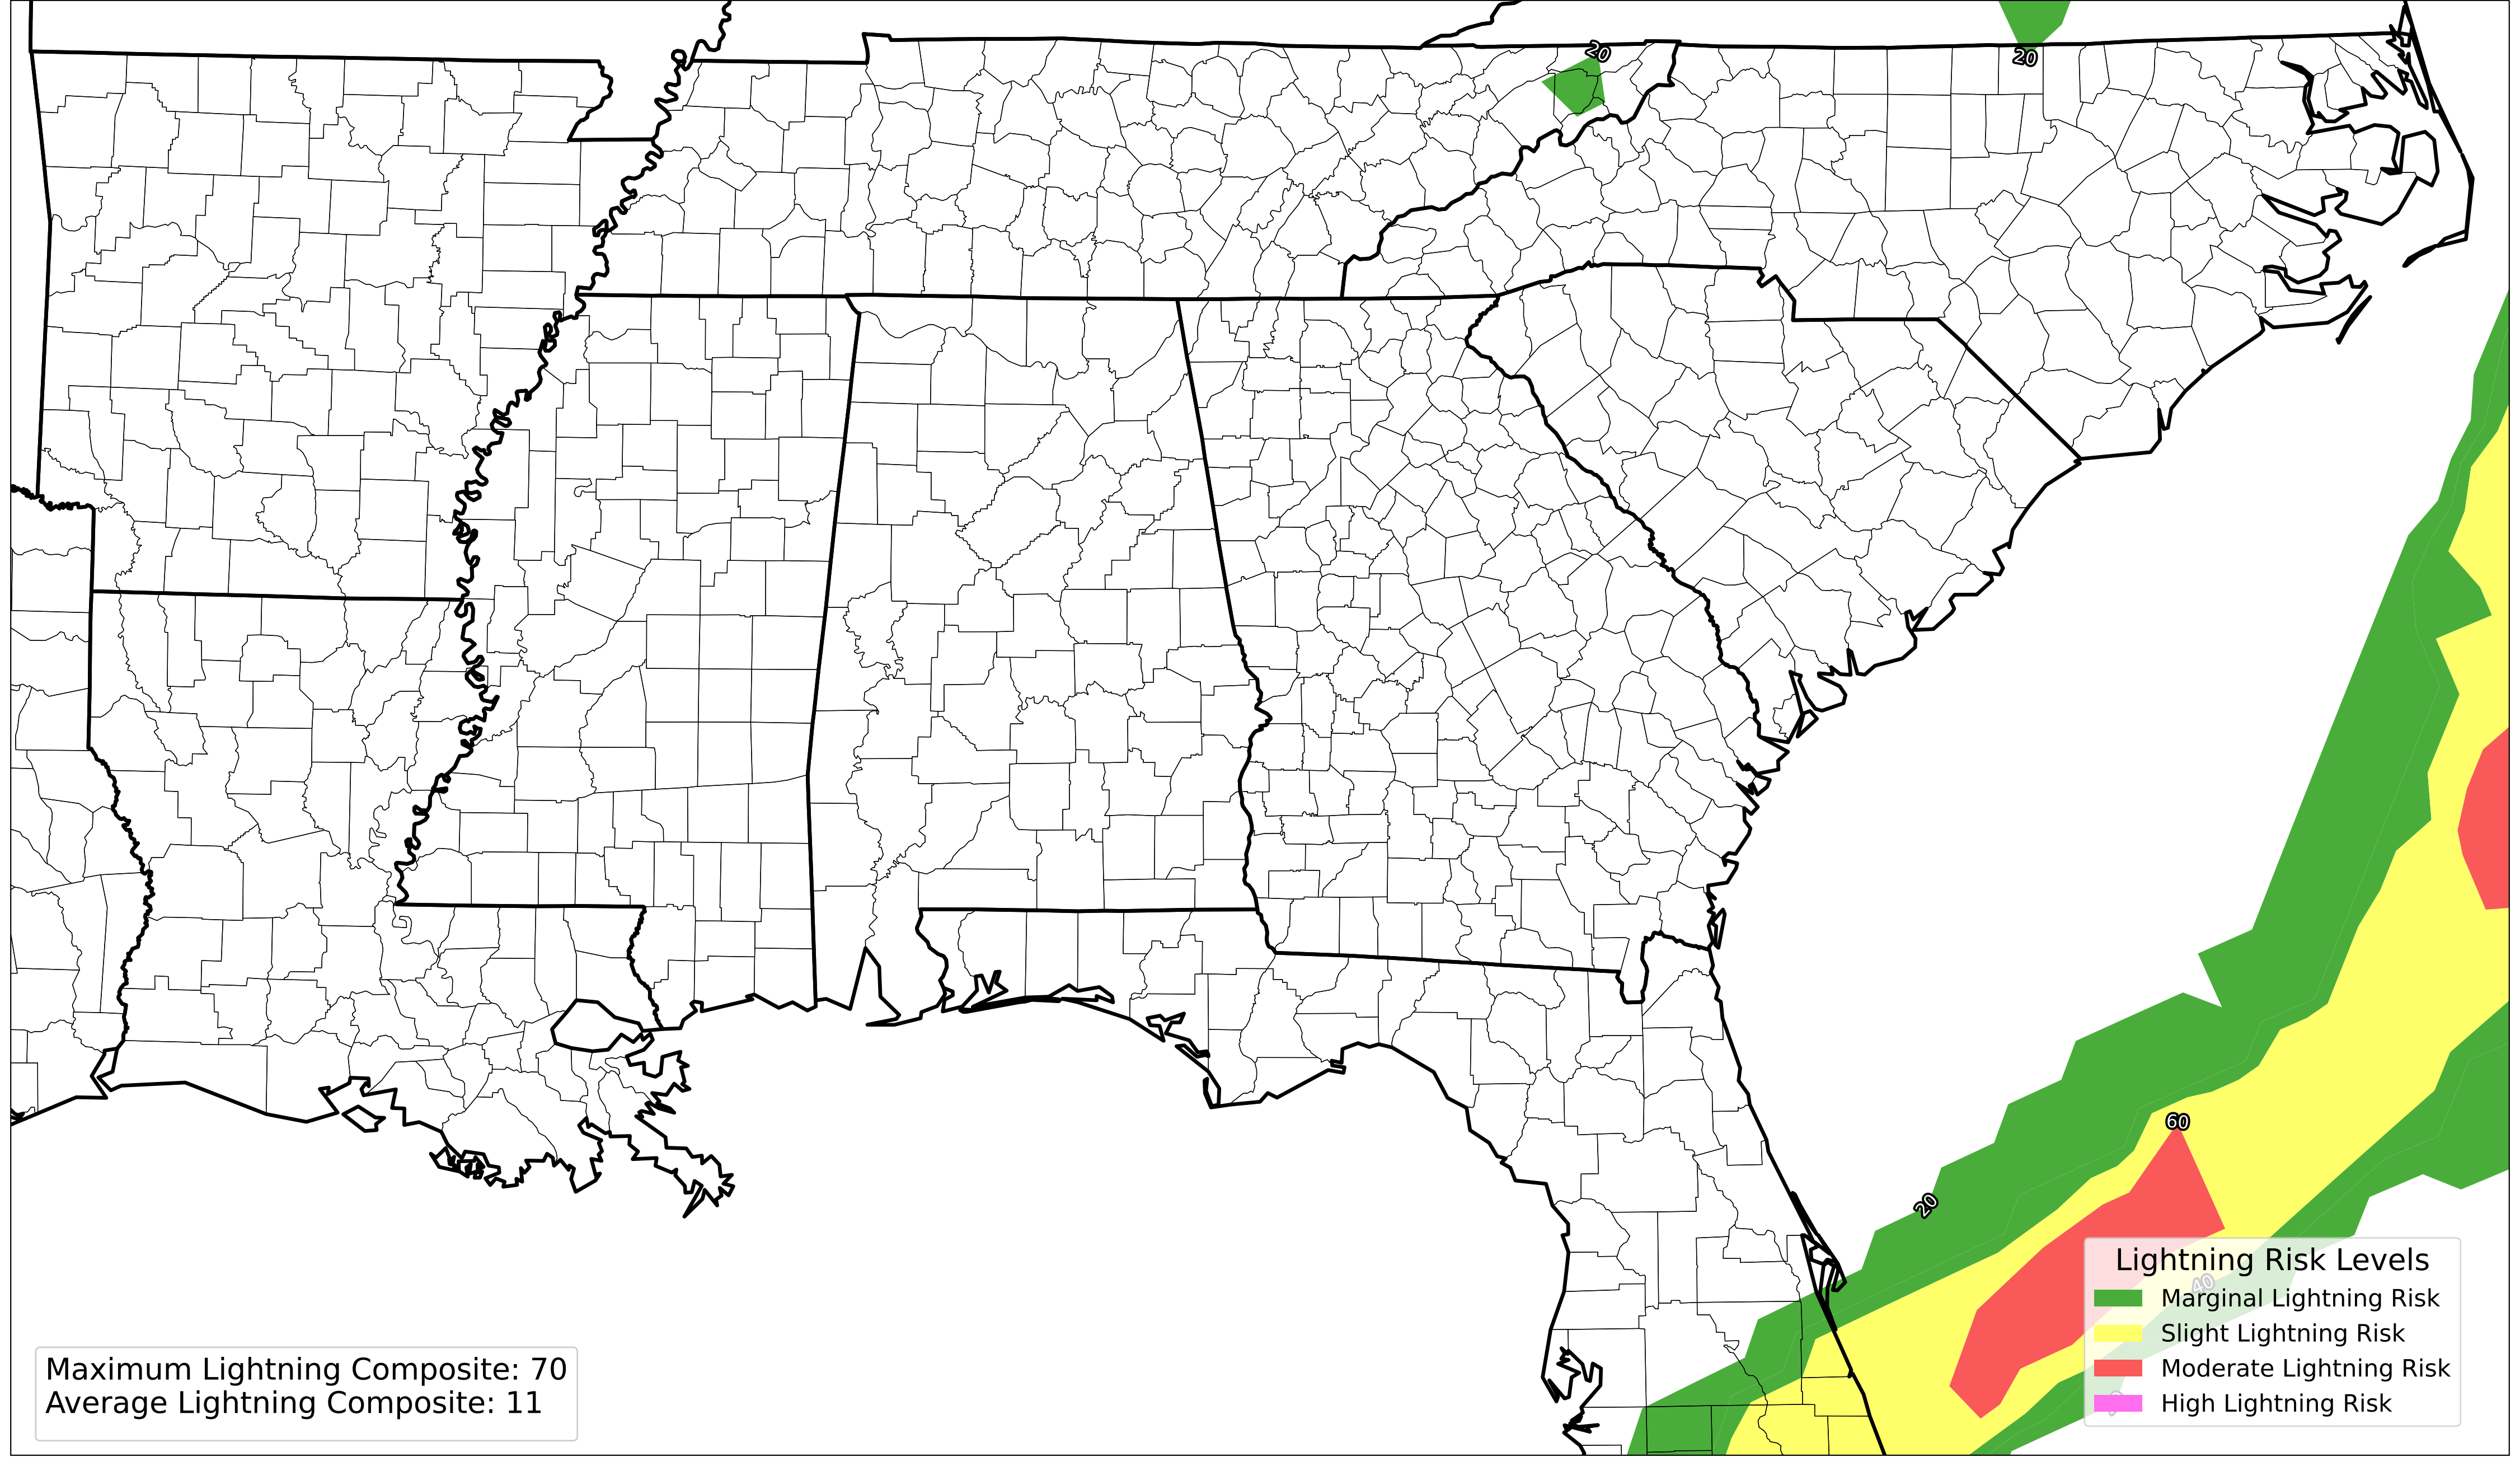 20
20
60
20
40
Lightning Risk Levels
Marginal Lightning Risk
Slight Lightning Risk
Moderate Lightning Risk
High Lightning Risk
Maximum Lightning Composite: 70
Average Lightning Composite: 11